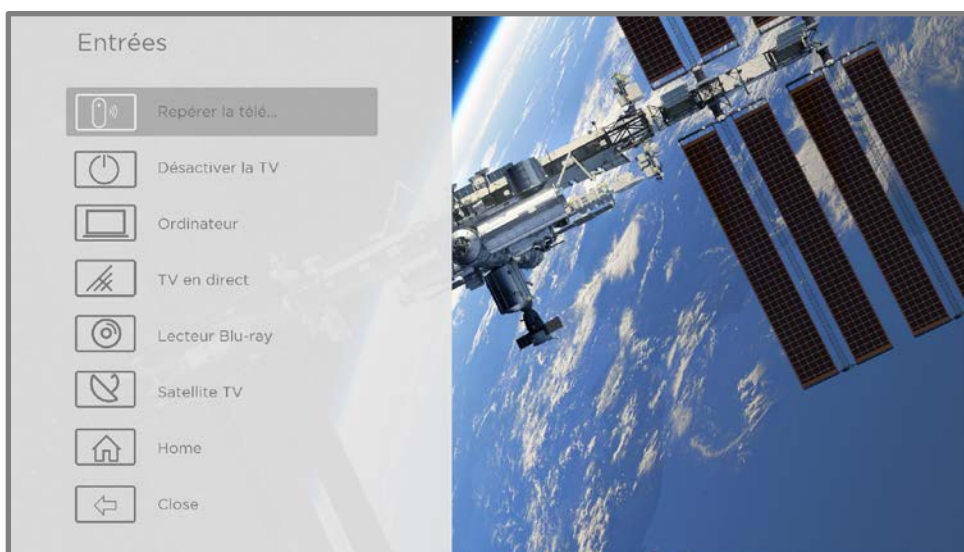 Entrées
Repérer la télé...
Désactiver la TV
Ordinateur
TV en direct
Lecteur Blu-ray
Satellite TV
Home
Close